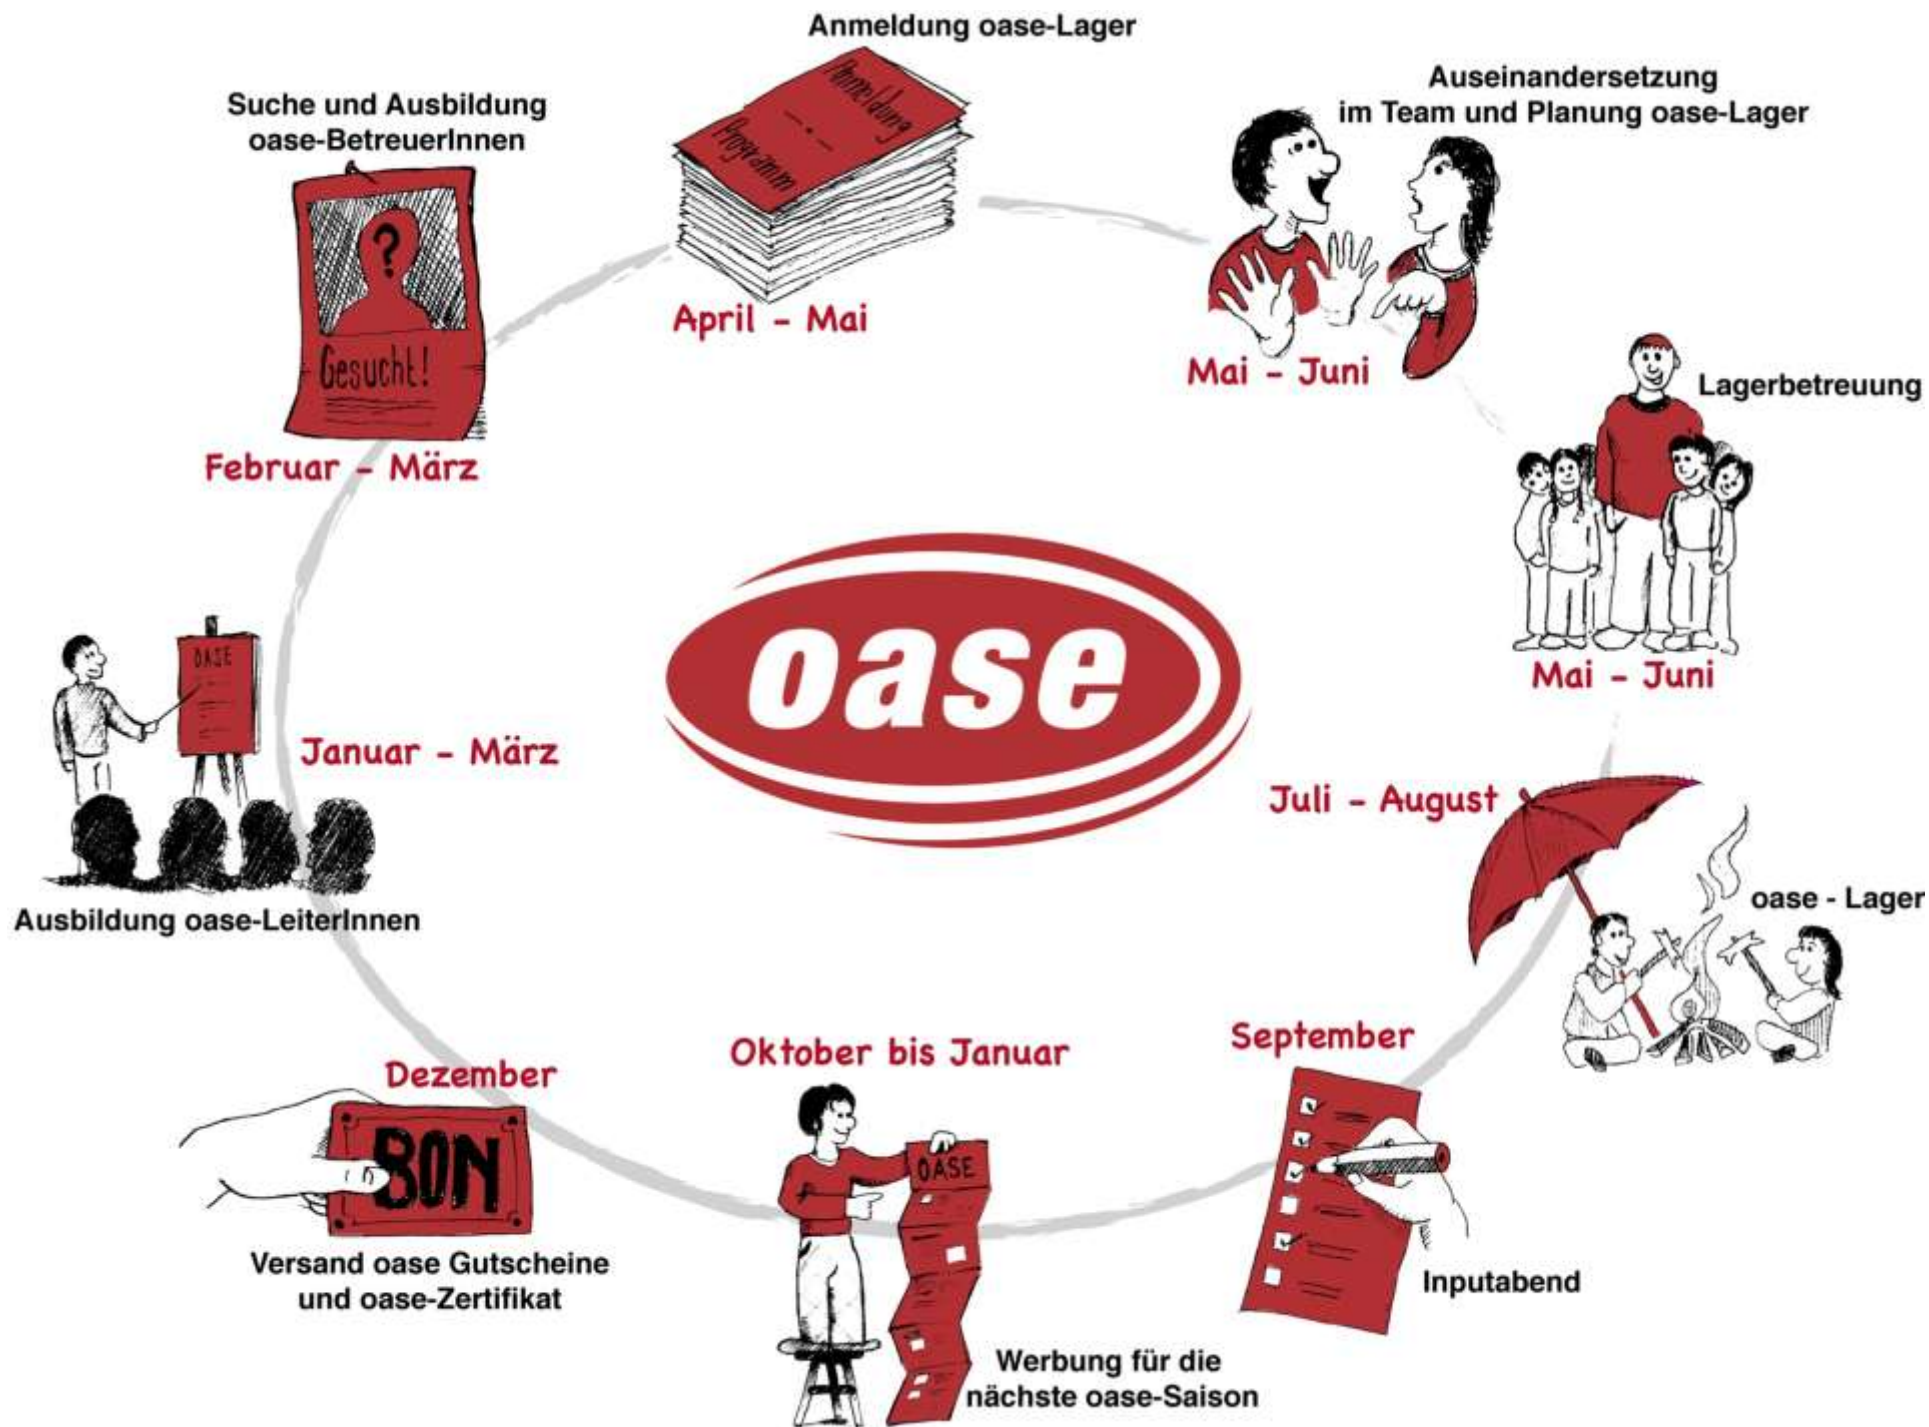 Anmeldung oase-Lager
Anmeldung
Programm
April - Mai
Auseinandersetzung
im Team und Planung oase-Lager
Mai - Juni
Lagerbetreuung
Mai - Juni
Juli - August
oase - Lager
September
Inputabend
Oktober bis Januar
OASE
Werbung für die
nächste oase-Saison
Dezember
BON
Versand oase Gutscheine
und oase-Zertifikat
OASE
Januar - März
Ausbildung oase-LeiterInnen
Suche und Ausbildung
oase-BetreuerInnen
Gesucht!
Februar - März
oase